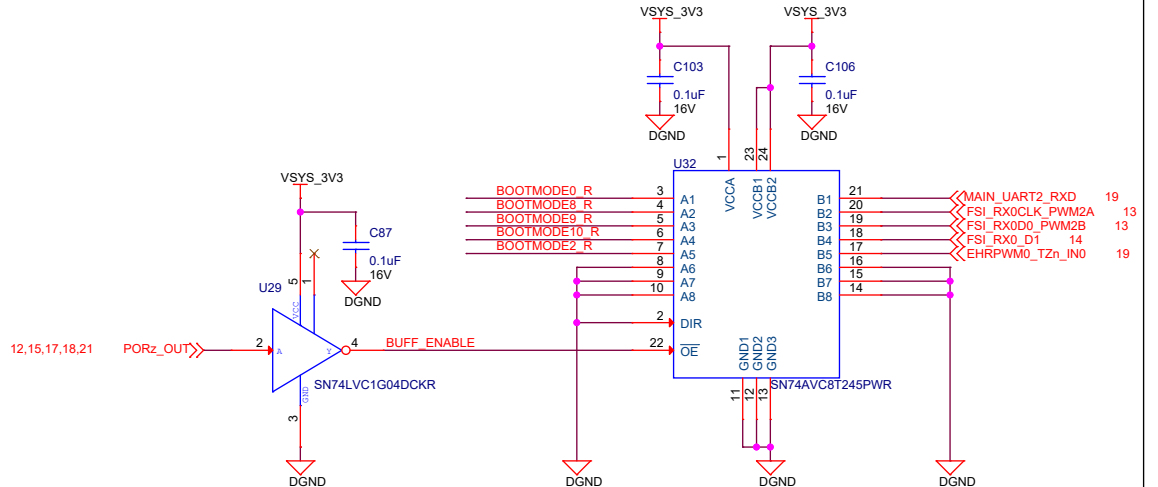 VSYS_3V3 VSYS_3V3
C103 C106
0.1uF 0.1uF
16V 16V
DGND DGND
1 23 24
U32
VCCA VCCB1 VCCB2
BOOTMODE0_R 3 A1 B1 21 MAIN_UART2_RXD 19
BOOTMODE8_R 4 A2 B2 20 FSI_RX0CLK_PWM2A 13
BOOTMODE9_R 5 A3 B3 19 FSI_RX0D0_PWM2B 13
BOOTMODE10_R 6 A4 B4 18 FSI_RX0_D1 14
BOOTMODE2_R 7 A5 B5 17 EHRPWM0_TZn_IN0 19
8 A6 B6 16
9 A7 B7 15
10 A8 B8 14
2 DIR
22 OE
GND1 GND2 GND3
11 12 13
SN74AVC8T245PWR
VSYS_3V3
C87
0.1uF
16V
DGND
U29
5 1
VCC
12,15,17,18,21 PORz_OUT 2 A Y 4 BUFF_ENABLE
GND
SN74LVC1G04DCKR
3
DGND DGND DGND DGND